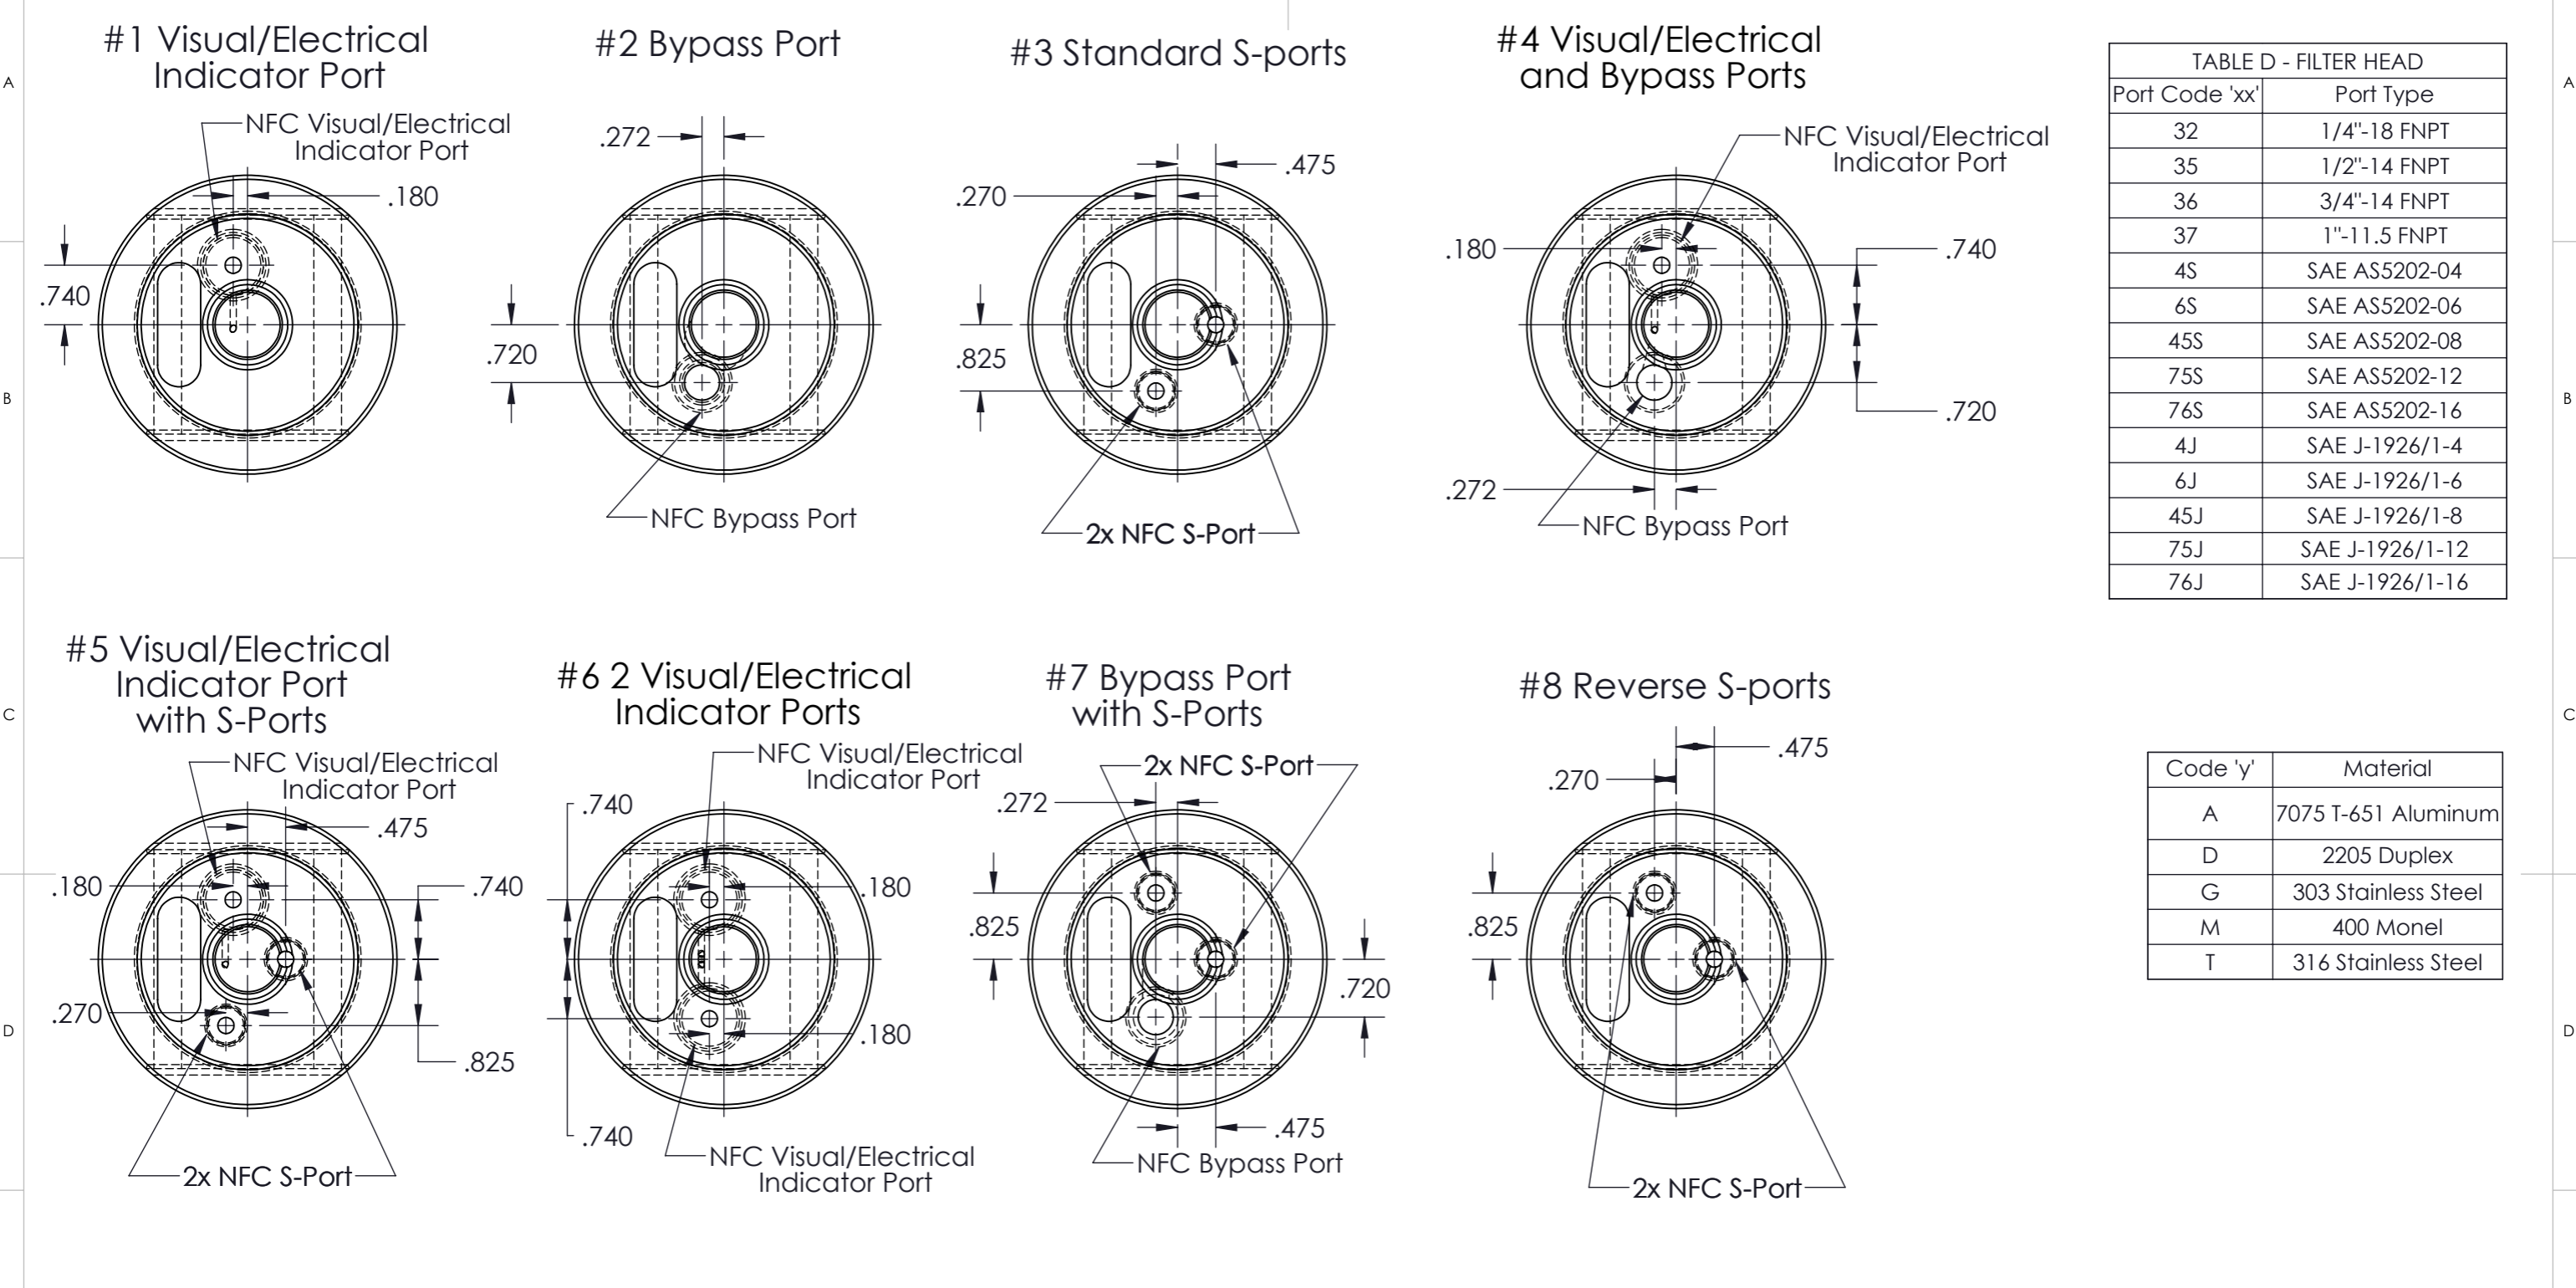 #1 Visual/Electrical
Indicator Port
NFC Visual/Electrical
Indicator Port
.180
.740
#2 Bypass Port
.272
.720
NFC Bypass Port
#3 Standard S-ports
.475
.270
.825
2x NFC S-Port
#4 Visual/Electrical
and Bypass Ports
NFC Visual/Electrical
Indicator Port
.180
.740
.720
.272
NFC Bypass Port
TABLE D - FILTER HEAD
Port Code 'xx' Port Type
32 1/4"-18 FNPT
35 1/2"-14 FNPT
36 3/4"-14 FNPT
37 1"-11.5 FNPT
4S SAE AS5202-04
6S SAE AS5202-06
45S SAE AS5202-08
75S SAE AS5202-12
76S SAE AS5202-16
4J SAE J-1926/1-4
6J SAE J-1926/1-6
45J SAE J-1926/1-8
75J SAE J-1926/1-12
76J SAE J-1926/1-16
#5 Visual/Electrical
Indicator Port
with S-Ports
NFC Visual/Electrical
Indicator Port
.475
.180
.740
.270
.825
2x NFC S-Port
#6 2 Visual/Electrical
Indicator Ports
NFC Visual/Electrical
Indicator Port
.740
.180
.180
.740
NFC Visual/Electrical
Indicator Port
#7 Bypass Port
with S-Ports
2x NFC S-Port
.272
.825
.720
.475
NFC Bypass Port
#8 Reverse S-ports
.475
.270
.825
2x NFC S-Port
Code 'y' Material
A 7075 T-651 Aluminum
D 2205 Duplex
G 303 Stainless Steel
M 400 Monel
T 316 Stainless Steel
A
B
C
D
A
B
C
D